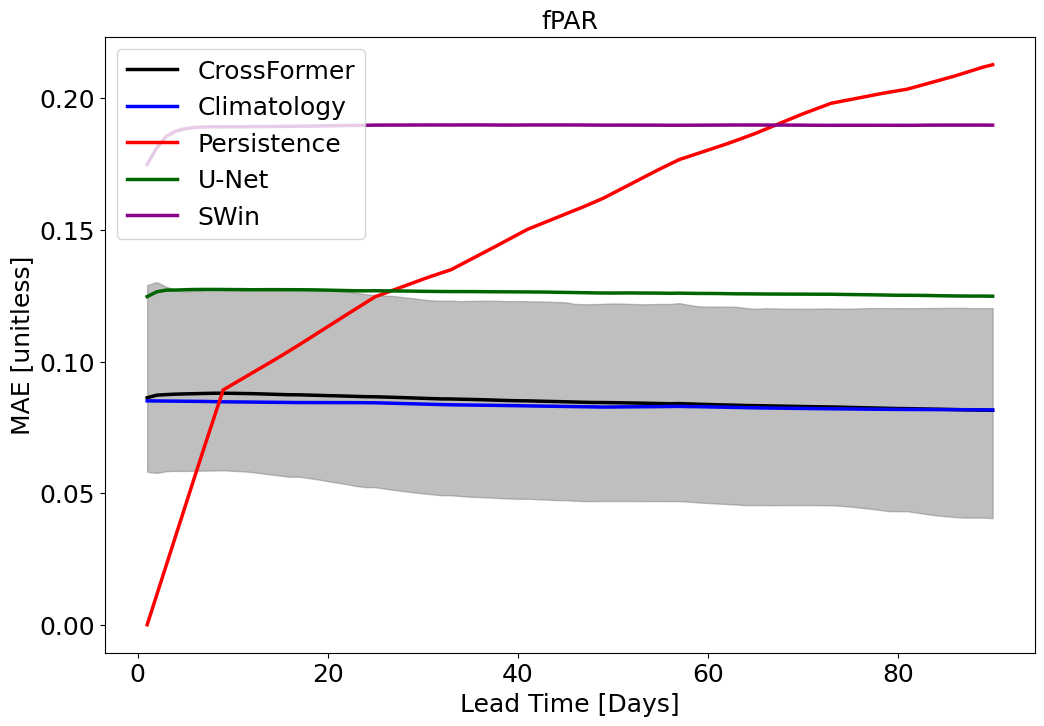 fPAR
CrossFormer
Climatology
Persistence
U-Net
SWin
MAE [unitless]
0.20
0.15
0.10
0.05
0.00
0 20 40 60 80
Lead Time [Days]